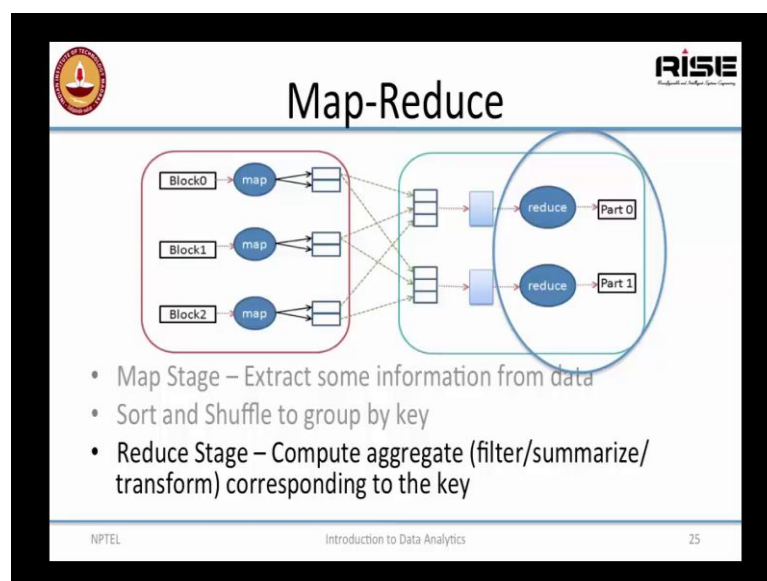 RISE
Map-Reduce
Block0
map
Block1
map
Block2
map
reduce
Part 0
reduce
Part 1
• Map Stage – Extract some information from data
• Sort and Shuffle to group by key
• Reduce Stage – Compute aggregate (filter/summarize/
transform) corresponding to the key
NPTEL
Introduction to Data Analytics
25